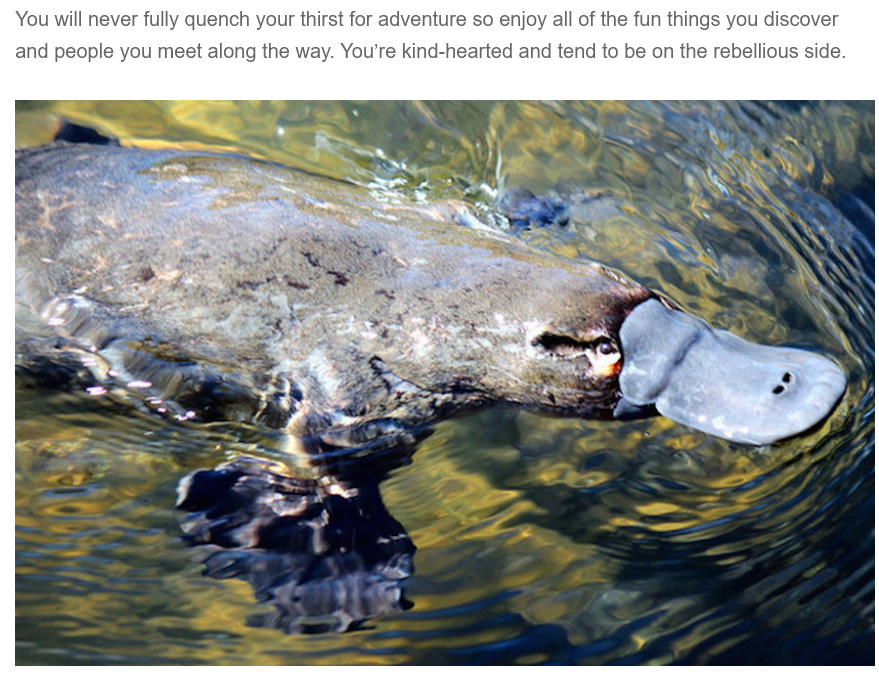 You will never fully quench your thirst for adventure so enjoy all of the fun things you discover
and people you meet along the way. You’re kind-hearted and tend to be on the rebellious side.